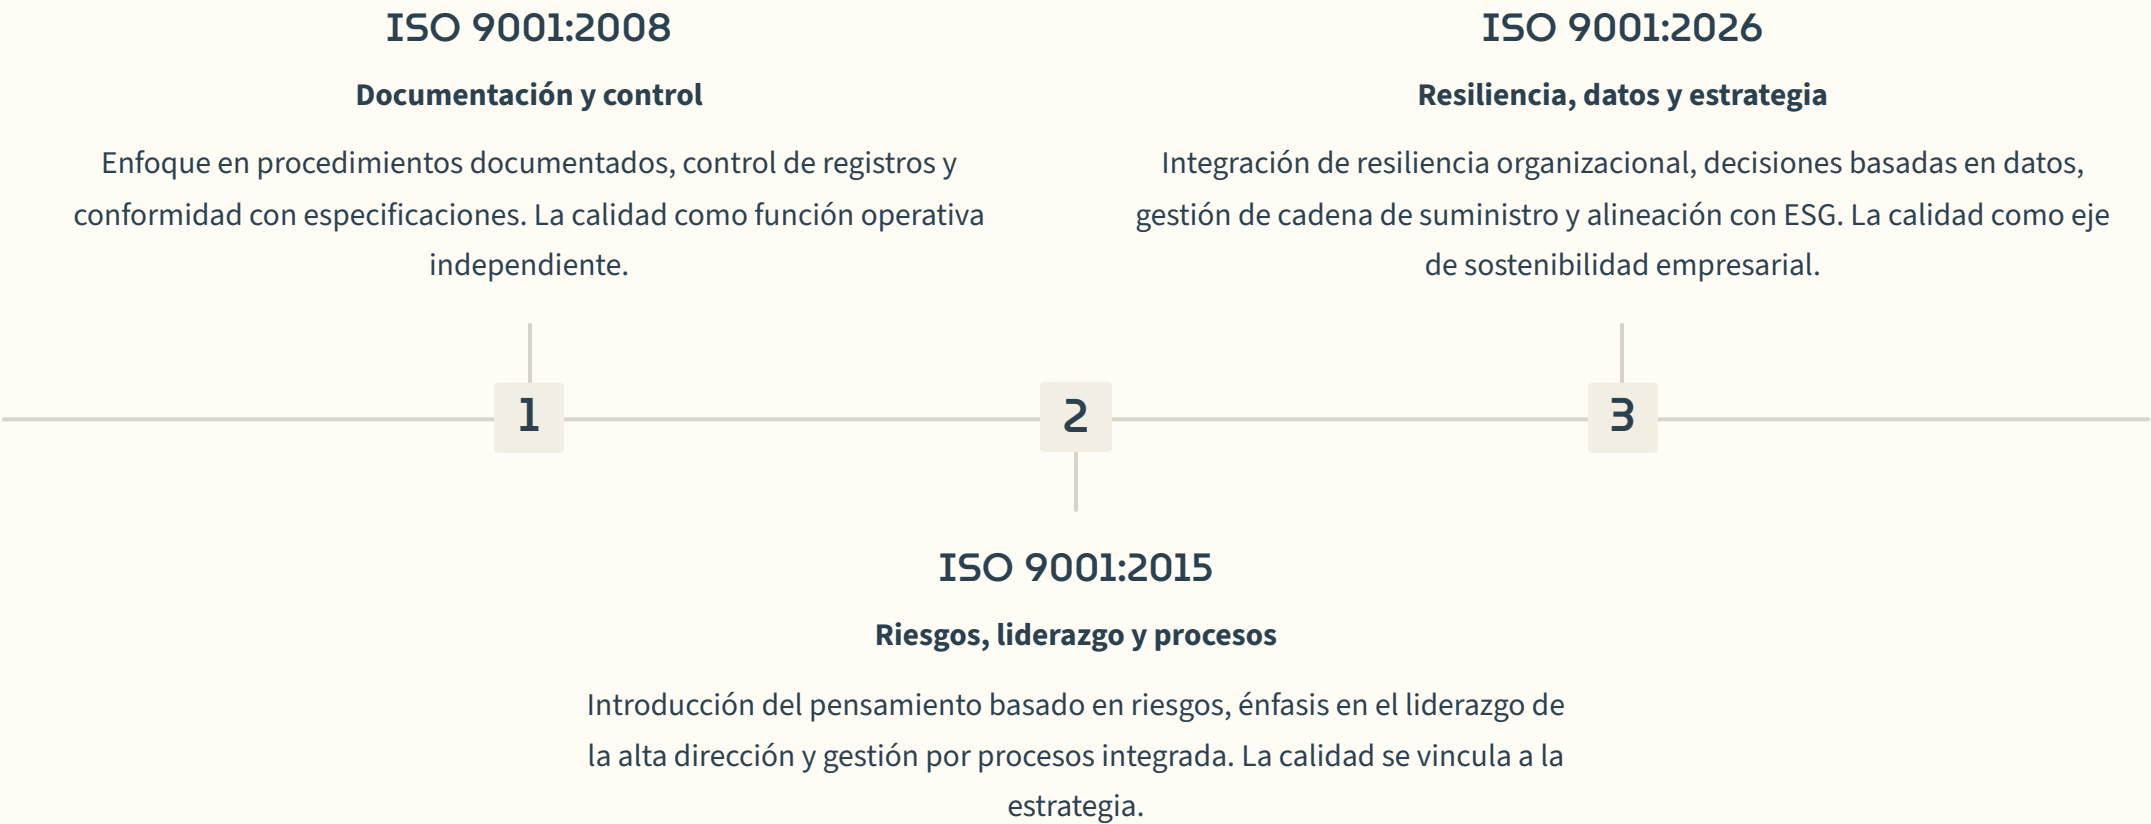 ISO 9001:2008
Documentación y control
Enfoque en procedimientos documentados, control de registros y
conformidad con especificaciones. La calidad como función operativa
independiente.
ISO 9001:2026
Resiliencia, datos y estrategia
Integración de resiliencia organizacional, decisiones basadas en datos,
gestión de cadena de suministro y alineación con ESG. La calidad como eje
de sostenibilidad empresarial.
1
2
3
ISO 9001:2015
Riesgos, liderazgo y procesos
Introducción del pensamiento basado en riesgos, énfasis en el liderazgo de
la alta dirección y gestión por procesos integrada. La calidad se vincula a la
estrategia.